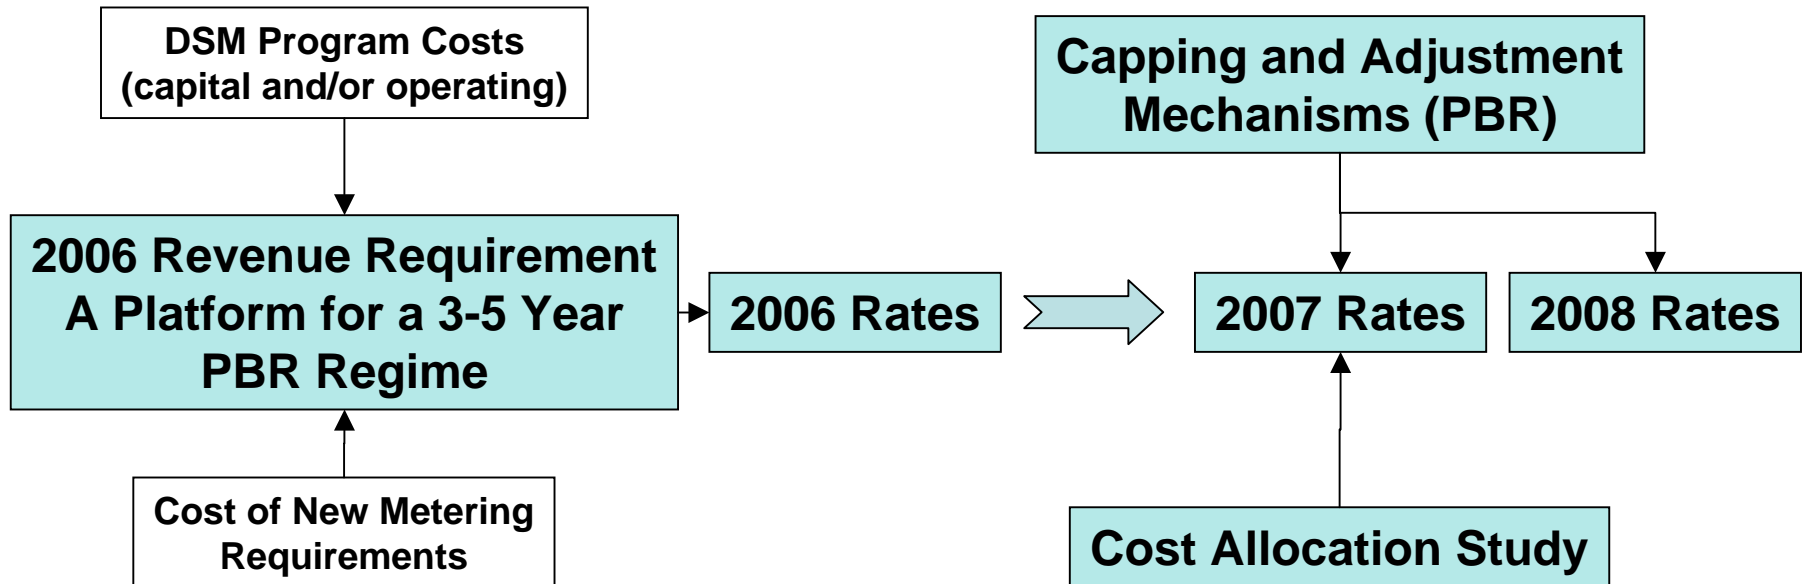 DSM Program Costs
(capital and/or operating)
Capping and Adjustment
Mechanisms (PBR)
2006 Revenue Requirement
A Platform for a 3-5 Year
PBR Regime
2006 Rates
2007 Rates
2008 Rates
Cost of New Metering
Requirements
Cost Allocation Study